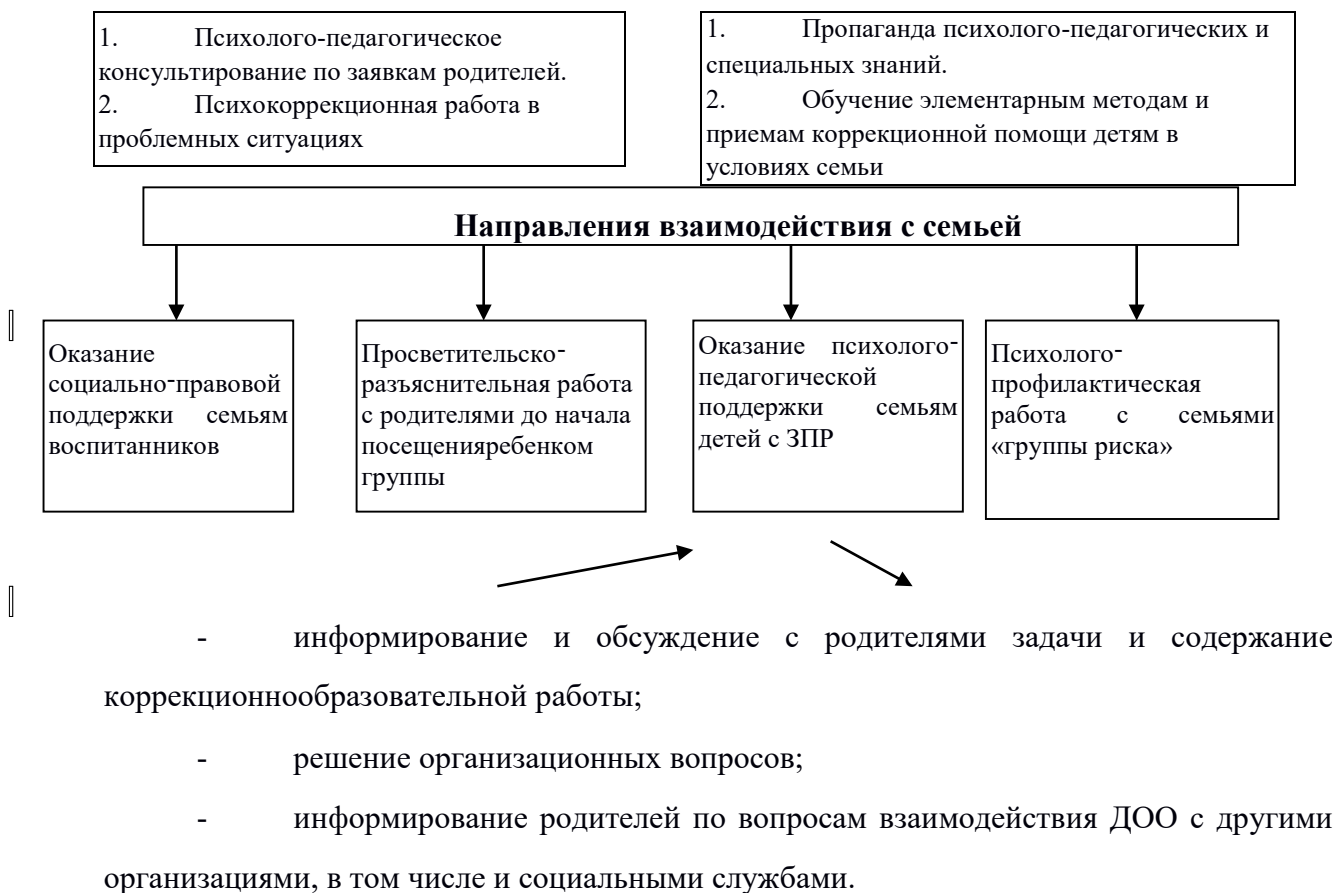 1. Психолого-педагогическое
консультирование по заявкам родителей.
2. Психокоррекционная работа в
проблемных ситуациях
1. Пропаганда психолого-педагогических и
специальных знаний.
2. Обучение элементарным методам и
приемам коррекционной помощи детям в
условиях семьи
Направления взаимодействия с семьей
Оказание
социально-правовой
поддержки семьям
воспитанников
Просветительско-
разъяснительная работа
с родителями до начала
посещенияребенком
группы
Оказание психолого-
педагогической
поддержки семьям
детей с ЗПР
Психолого-
профилактическая
работа с семьями
«группы риска»
- информирование и обсуждение с родителями задачи и содержание
коррекционнообразовательной работы;
- решение организационных вопросов;
- информирование родителей по вопросам взаимодействия ДОО с другими
организациями, в том числе и социальными службами.